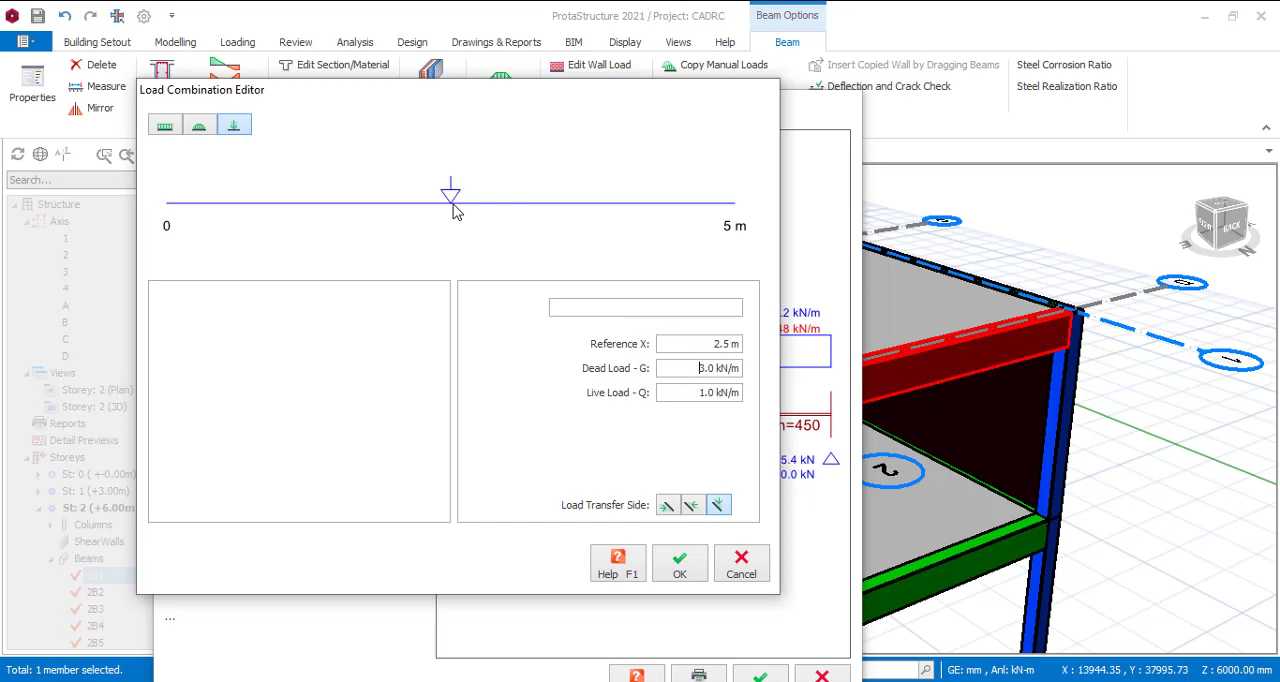 ProtaStructure 2021 / Project: CADRC
Beam Options
Building Setout Modelling Loading Review Analysis Design Drawings & Reports BIM Display Views Help Beam
Properties
Delete
Measure
Mirror
Edit Section/Material
Edit Wall Load
Copy Manual Loads
Insert Copied Wall by Dragging Beams
Deflection and Crack Check
Steel Corrosion Ratio
Steel Realization Ratio
Load Combination Editor
0
5 m
Reference X: 2.5 m
Dead Load - G: 3.0 kN/m
Live Load - Q: 1.0 kN/m
Load Transfer Side:
Help F1
OK
Cancel
Search...
Structure
Axis
1
2
3
4
A
B
C
D
Views
Storey: 2 (Plan)
Storey: 2 (3D)
Reports
Detail Previews
Storeys
St: 0 ( +-0.00m)
St: 1 (+3.00m)
St: 2 (+6.00m)
Columns
ShearWalls
Beams
2B2
2B3
2B4
2B5
.2 kN/m
48 kN/m
=450
5.4 kN
0.0 kN
...
BACK
2
1
Total: 1 member selected.
GE: mm , Anl: kN-m
X : 13944.35 , Y : 37995.73
Z : 6000.00 mm